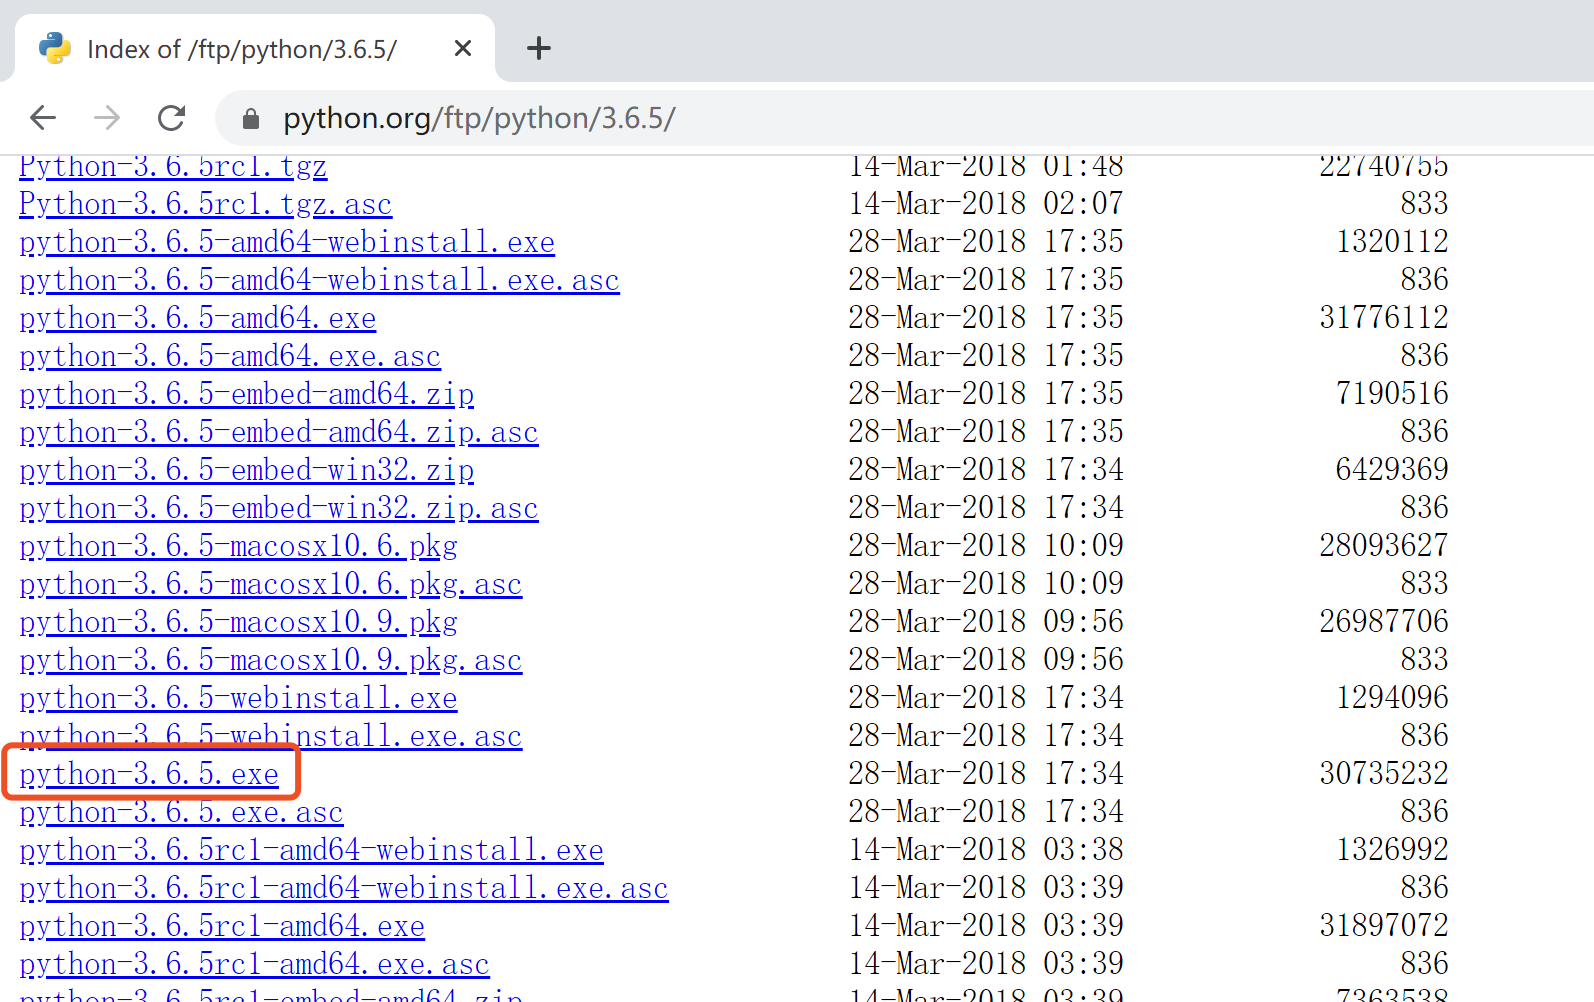 Index of /ftp/python/3.6.5/
python.org/ftp/python/3.6.5/
Python-3.6.5rc1.tgz 14-Mar-2018 01:48 22740755
Python-3.6.5rc1.tgz.asc 14-Mar-2018 02:07 833
python-3.6.5-amd64-webinstall.exe 28-Mar-2018 17:35 1320112
python-3.6.5-amd64-webinstall.exe.asc 28-Mar-2018 17:35 836
python-3.6.5-amd64.exe 28-Mar-2018 17:35 31776112
python-3.6.5-amd64.exe.asc 28-Mar-2018 17:35 836
python-3.6.5-embed-amd64.zip 28-Mar-2018 17:35 7190516
python-3.6.5-embed-amd64.zip.asc 28-Mar-2018 17:35 836
python-3.6.5-embed-win32.zip 28-Mar-2018 17:34 6429369
python-3.6.5-embed-win32.zip.asc 28-Mar-2018 17:34 836
python-3.6.5-macosx10.6.pkg 28-Mar-2018 10:09 28093627
python-3.6.5-macosx10.6.pkg.asc 28-Mar-2018 10:09 833
python-3.6.5-macosx10.9.pkg 28-Mar-2018 09:56 26987706
python-3.6.5-macosx10.9.pkg.asc 28-Mar-2018 09:56 833
python-3.6.5-webinstall.exe 28-Mar-2018 17:34 1294096
python-3.6.5-webinstall.exe.asc 28-Mar-2018 17:34 836
python-3.6.5.exe 28-Mar-2018 17:34 30735232
python-3.6.5.exe.asc 28-Mar-2018 17:34 836
python-3.6.5rc1-amd64-webinstall.exe 14-Mar-2018 03:38 1326992
python-3.6.5rc1-amd64-webinstall.exe.asc 14-Mar-2018 03:39 836
python-3.6.5rc1-amd64.exe 14-Mar-2018 03:39 31897072
python-3.6.5rc1-amd64.exe.asc 14-Mar-2018 03:39 836
python-3.6.5rc1-embed-amd64.zip 14-Mar-2018 03:39 7363538